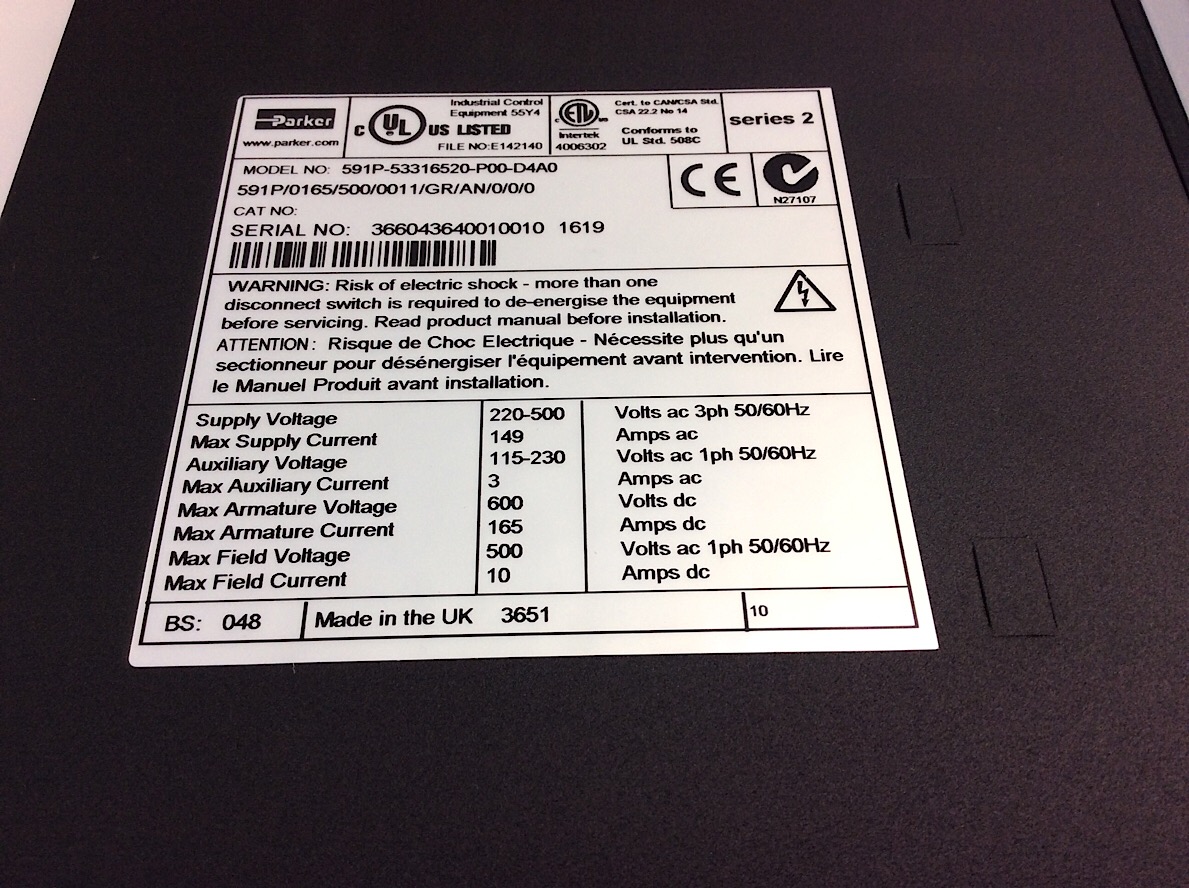 Parker
www.parker.com
C UL US LISTED
Industrial Control
Equipment 55Y4
FILE NO:E142140
ETL
c us
Intertek
4006302
Cert. to CAN/CSA Std.
CSA 22.2 No 14
Conforms to
UL Std. 508C
series 2
MODEL NO: 591P-53316520-P00-D4A0
591P/0165/500/0011/GR/AN/0/0/0
CE
N27107
CAT NO:
SERIAL NO: 366043640010010 1619
WARNING: Risk of electric shock - more than one
disconnect switch is required to de-energise the equipment
before servicing. Read product manual before installation.
ATTENTION: Risque de Choc Electrique - Nécessite plus qu'un
sectionneur pour désénergiser l'équipement avant intervention. Lire
le Manuel Produit avant installation.
Supply Voltage 220-500 Volts ac 3ph 50/60Hz
Max Supply Current 149 Amps ac
Auxiliary Voltage 115-230 Volts ac 1ph 50/60Hz
Max Auxiliary Current 3 Amps ac
Max Armature Voltage 600 Volts dc
Max Armature Current 165 Amps dc
Max Field Voltage 500 Volts ac 1ph 50/60Hz
Max Field Current 10 Amps dc
BS: 048 Made in the UK 3651 10